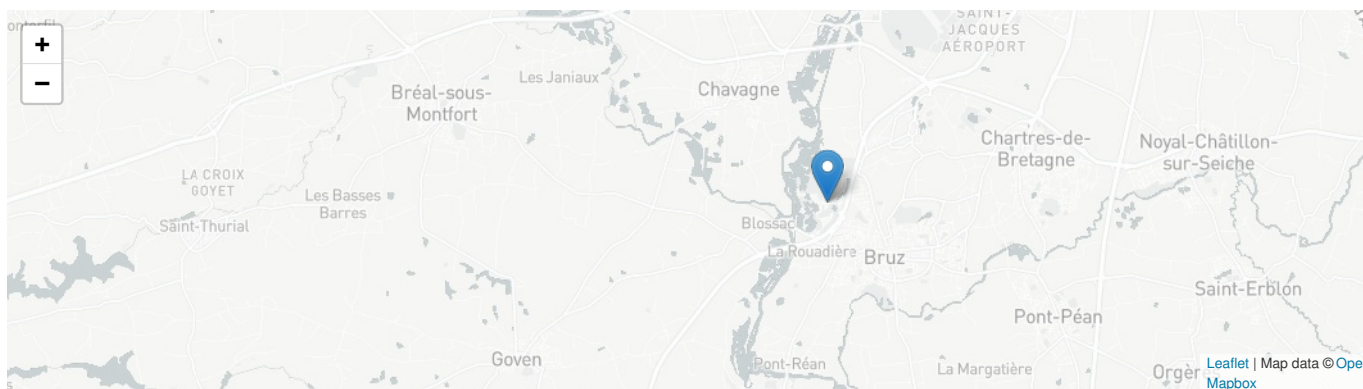 SAINT-
JACQUES
AÉROPORT
+
−
Les Janiaux
Chavagne
Bréal-sous-
Montfort
Chartres-de-
Bretagne
Noyal-Châtillon-
sur-Seiche
LA CROIX
GOYET
Les Basses
Barres
Saint-Thurial
Blossac
La Rouadière
Bruz
Saint-Erblon
Pont-Péan
Goven
Pont-Réan
La Margatière
Orgèr
Leaflet | Map data © Ope
Mapbox